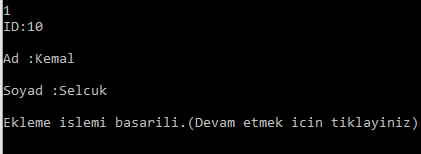 1
ID:10
Ad :Kemal
Soyad :Selcuk
Ekleme islemi basarili.(Devam etmek icin tiklayiniz)